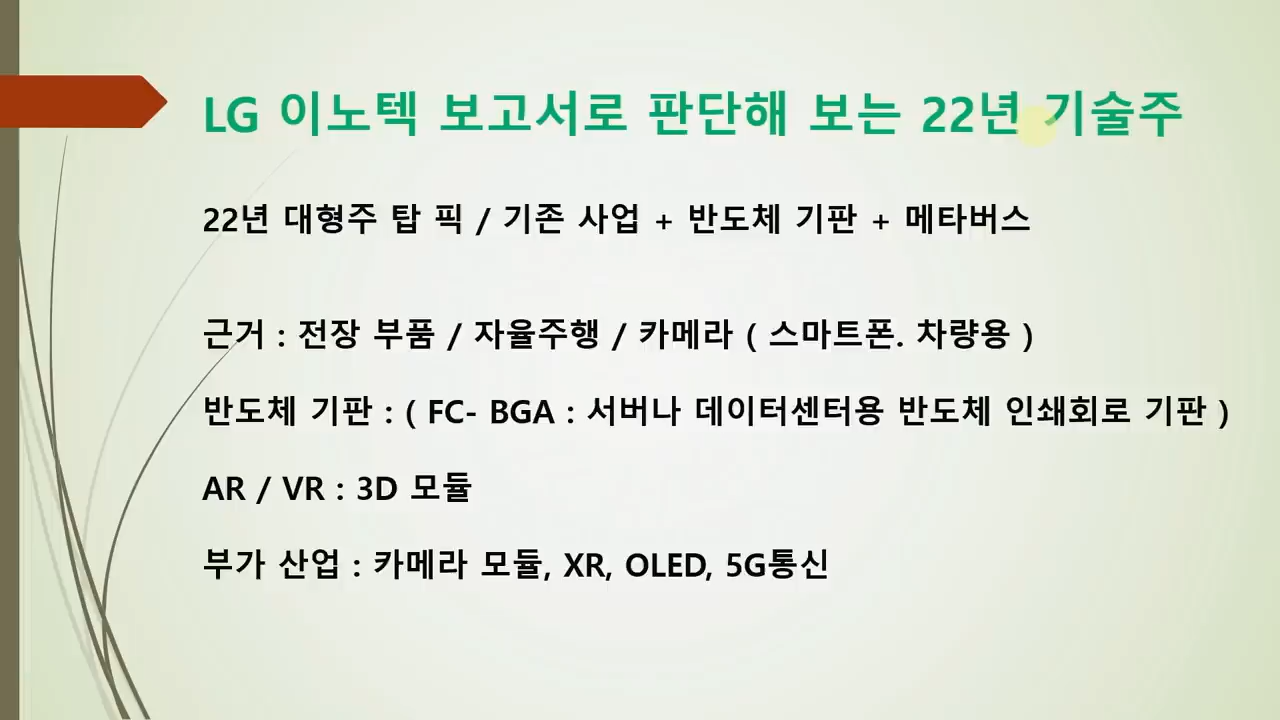 LG 이노텍 보고서로 판단해 보는 22년 기술주
22년 대형주 탑 픽 / 기존 사업 + 반도체 기판 + 메타버스
근거 : 전장 부품 / 자율주행 / 카메라 ( 스마트폰. 차량용 )
반도체 기판 : ( FC- BGA : 서버나 데이터센터용 반도체 인쇄회로 기판 )
AR / VR : 3D 모듈
부가 산업 : 카메라 모듈, XR, OLED, 5G통신